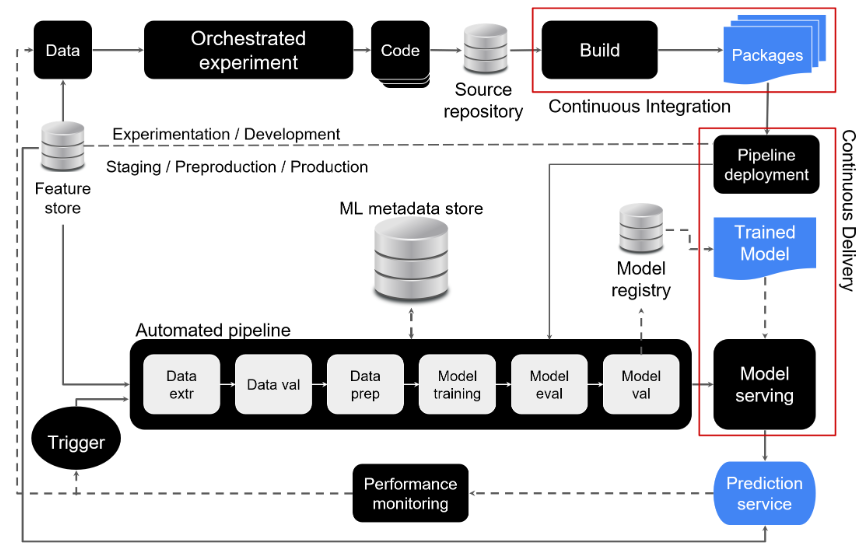 Data
Orchestrated
experiment
Code
Source
repository
Build
Packages
Continuous Integration
Experimentation / Development
Staging / Preproduction / Production
Feature
store
Pipeline
deployment
Continuous Delivery
ML metadata store
Model
registry
Trained
Model
Automated pipeline
Data
extr
Data val
Data
prep
Model
training
Model
eval
Model
val
Model
serving
Trigger
Performance
monitoring
Prediction
service